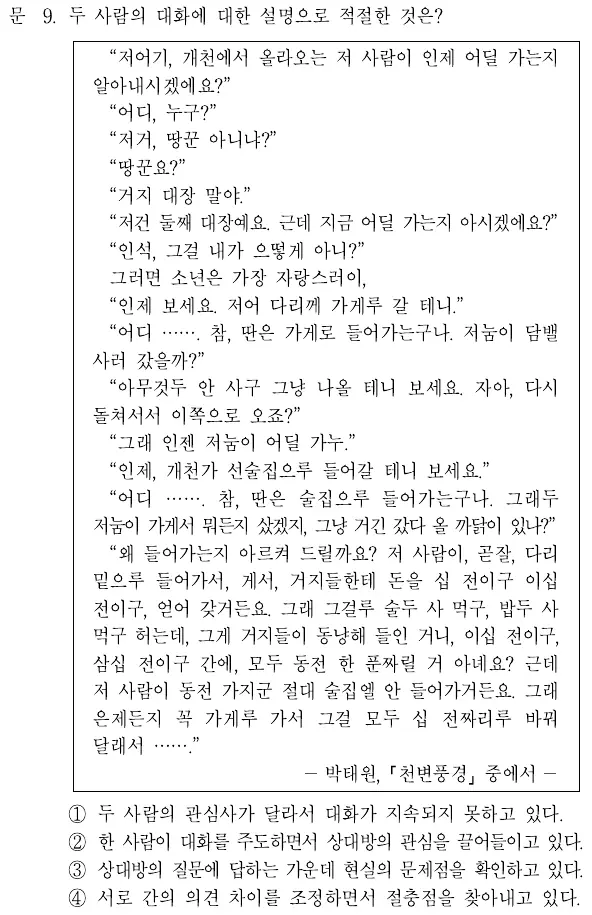 문 9. 두 사람의 대화에 대한 설명으로 적절한 것은?
“저어기, 개천에서 올라오는 저 사람이 인제 어딜 가는지
알아내시겠에요?”
“어디, 누구?”
“저거, 땅꾼 아니냐?”
“땅꾼요?”
“거지 대장 말야.”
“저건 둘째 대장예요. 근데 지금 어딜 가는지 아시겠에요?”
“인석, 그걸 내가 으떻게 아니?”
그러면 소년은 가장 자랑스러이,
“인제 보세요. 저어 다리께 가게루 갈 테니.”
“어디 ……. 참, 딴은 가게로 들어가는구나. 저눔이 담밸
사러 갔을까?”
“아무것두 안 사구 그냥 나올 테니 보세요. 자아, 다시
돌쳐서서 이쪽으로 오죠?”
“그래 인젠 저눔이 어딜 가누.”
“인제, 개천가 선술집으루 들어갈 테니 보세요.”
“어디 ……. 참, 딴은 술집으루 들어가는구나. 그래두
저눔이 가게서 뭐든지 샀겠지, 그냥 거긴 갔다 올 까닭이 있나?”
“왜 들어가는지 아르켜 드릴까요? 저 사람이, 곧잘, 다리
밑으루 들어가서, 게서, 거지들한테 돈을 십 전이구 이십
전이구, 얻어 갖거든요. 그래 그걸루 술두 사 먹구, 밥두 사
먹구 허는데, 그게 거지들이 동냥해 들인 거니, 이십 전이구,
삼십 전이구 간에, 모두 동전 한 푼짜릴 거 아녜요? 근데
저 사람이 동전 가지군 절대 술집엘 안 들어가거든요. 그래
은제든지 꼭 가게루 가서 그걸 모두 십 전짜리루 바꿔
달래서 …….”
– 박태원, 「천변풍경」 중에서 –
① 두 사람의 관심사가 달라서 대화가 지속되지 못하고 있다.
② 한 사람이 대화를 주도하면서 상대방의 관심을 끌어들이고 있다.
③ 상대방의 질문에 답하는 가운데 현실의 문제점을 확인하고 있다.
④ 서로 간의 의견 차이를 조정하면서 절충점을 찾아내고 있다.